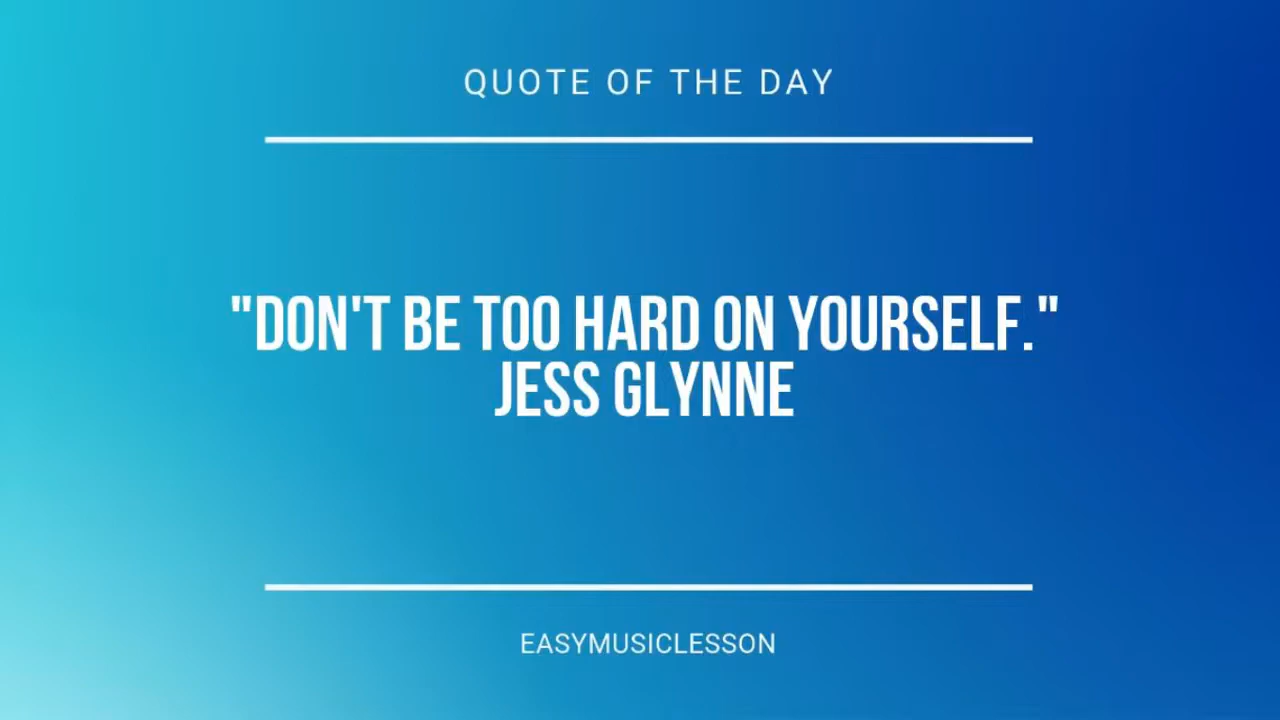 QUOTE OF THE DAY
"DON'T BE TOO HARD ON YOURSELF."
JESS GLYNNE
EASYMUSICLESSON